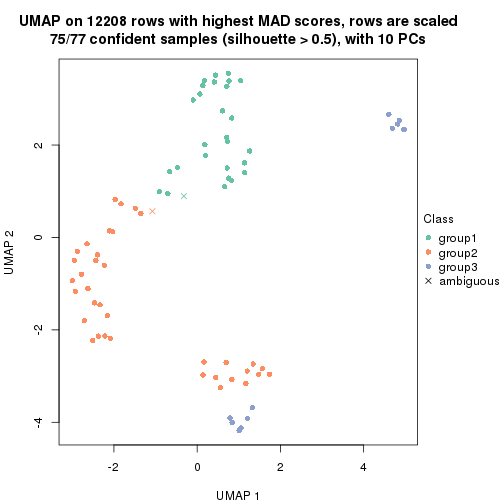 UMAP on 12208 rows with highest MAD scores, rows are scaled
75/77 confident samples (silhouette > 0.5), with 10 PCs
UMAP 2
2
0
-2
-4
-2
0
2
4
UMAP 1
Class
group1
group2
group3
ambiguous